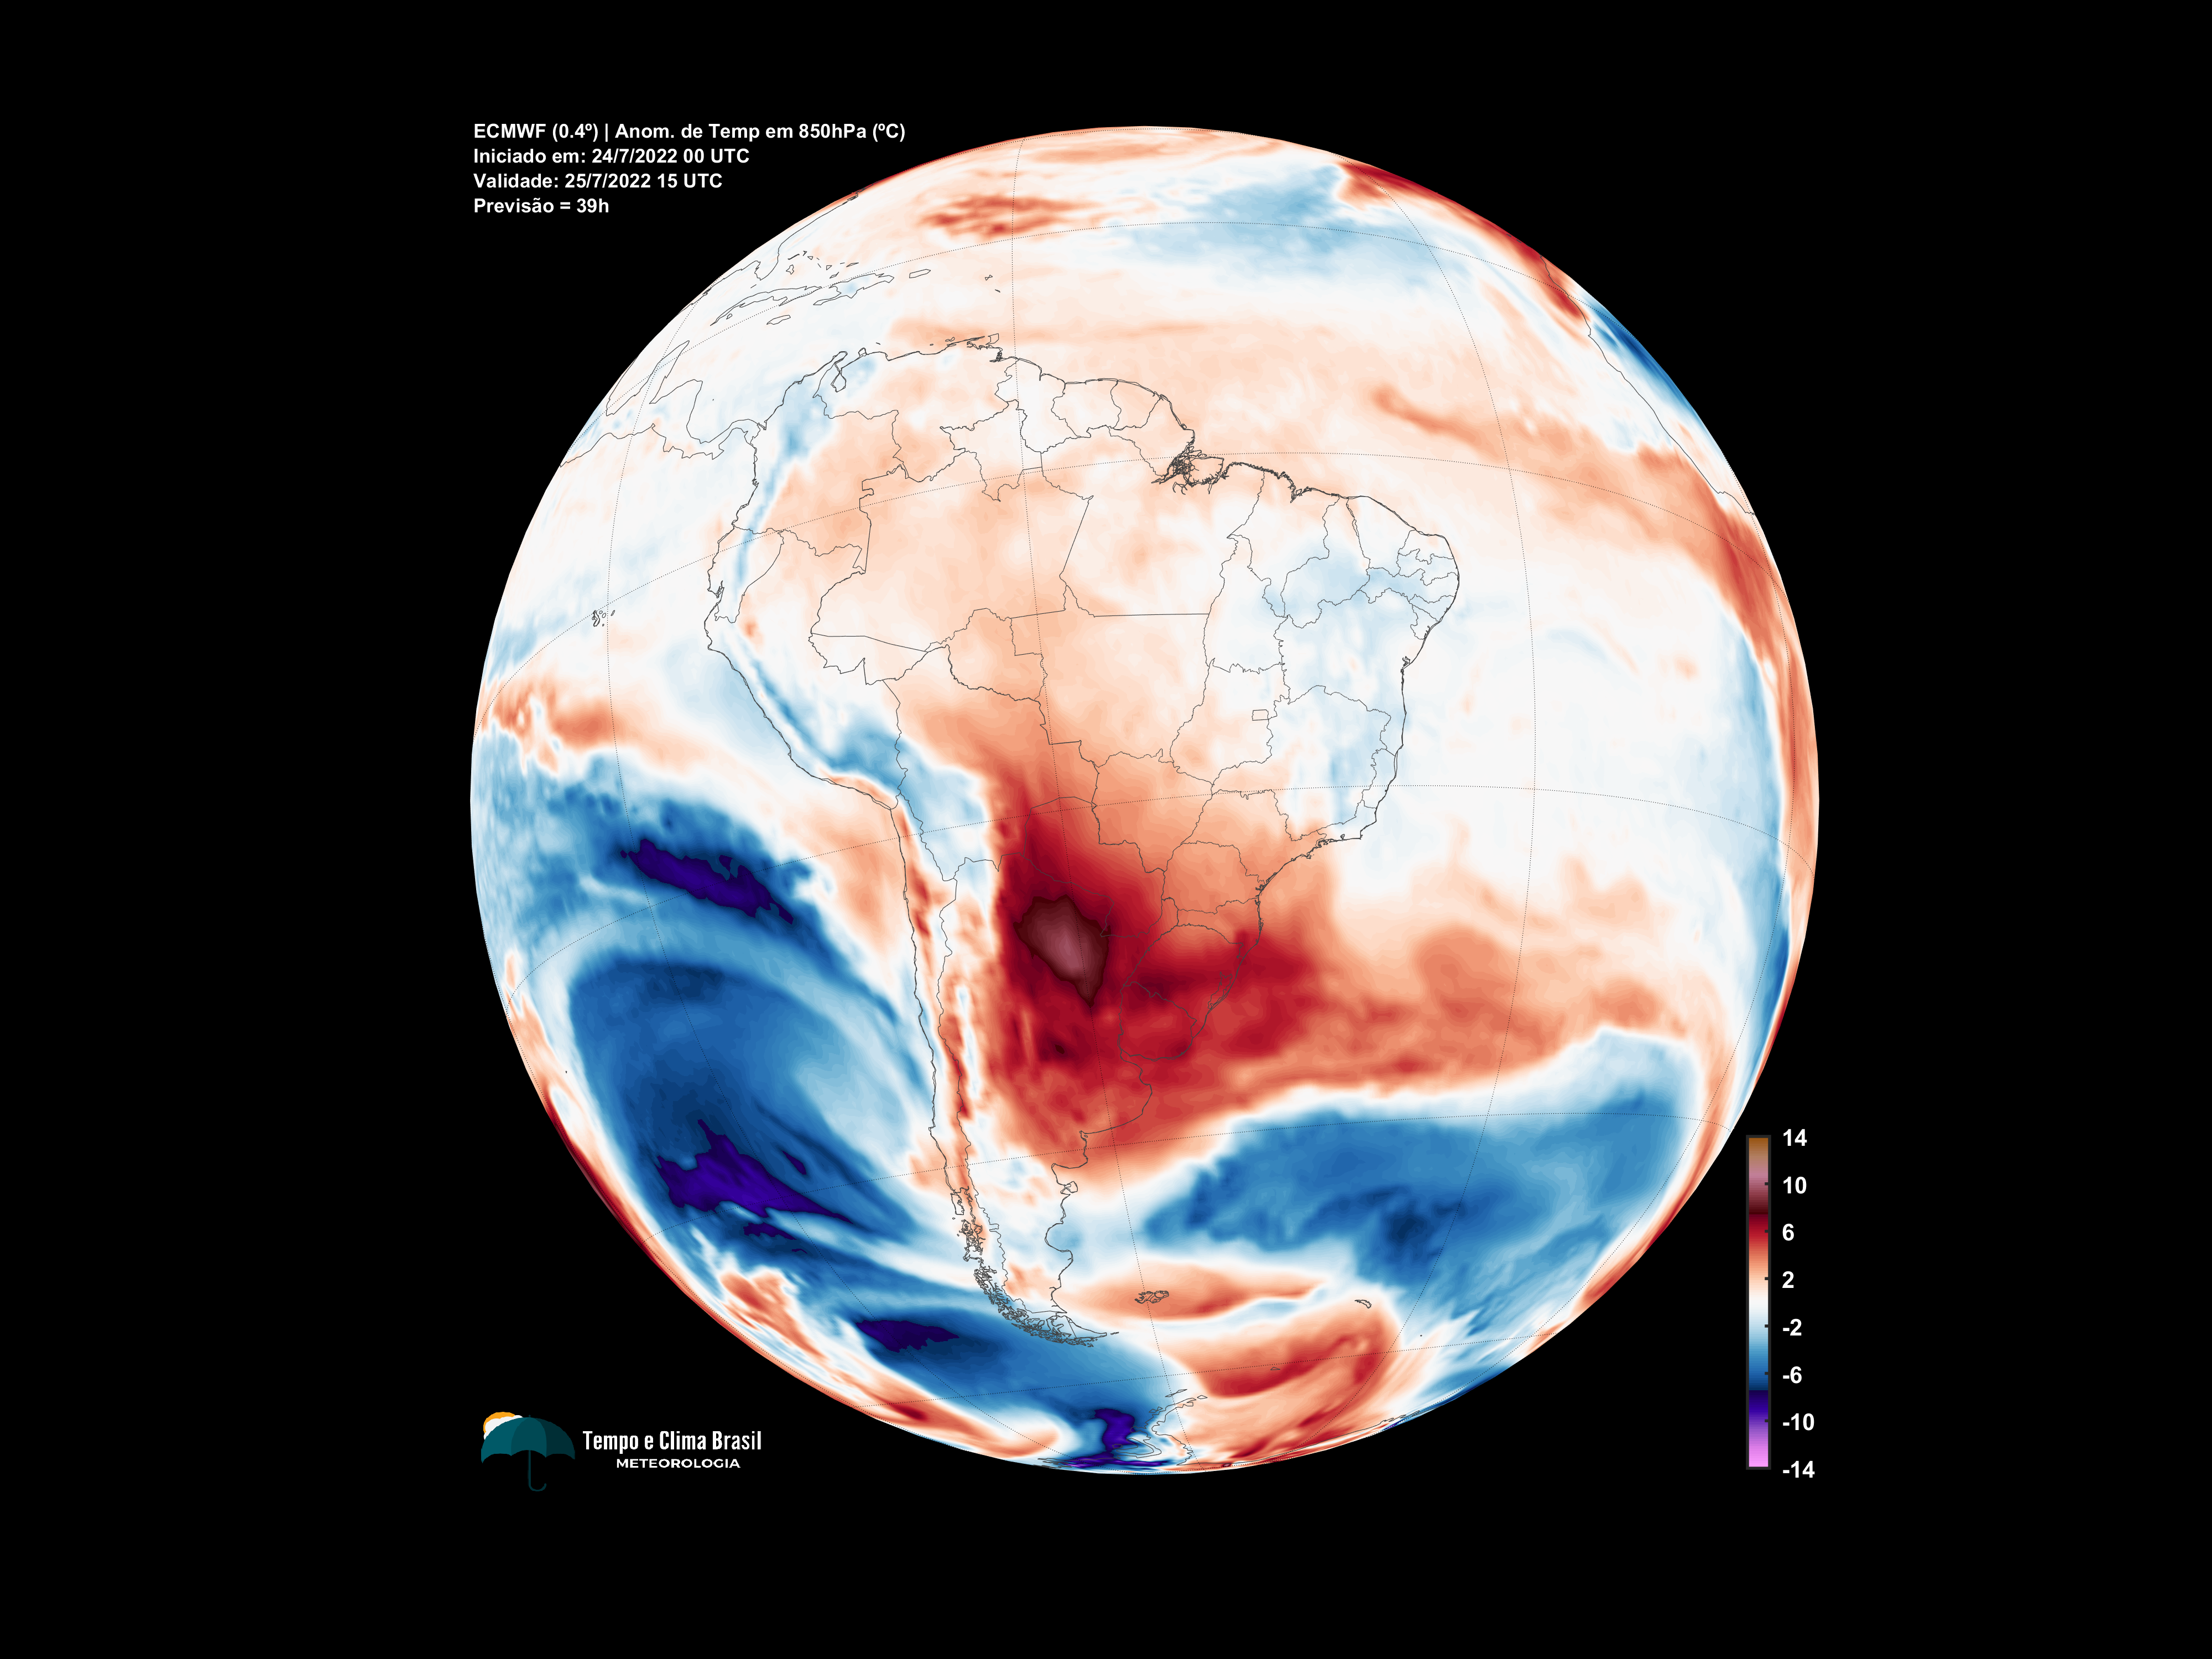 ECMWF (0.4º) | Anom. de Temp em 850hPa (ºC)
Iniciado em: 24/7/2022 00 UTC
Validade: 25/7/2022 15 UTC
Previsão = 39h
14
10
6
2
-2
-6
-10
-14
Tempo e Clima Brasil
METEOROLOGIA